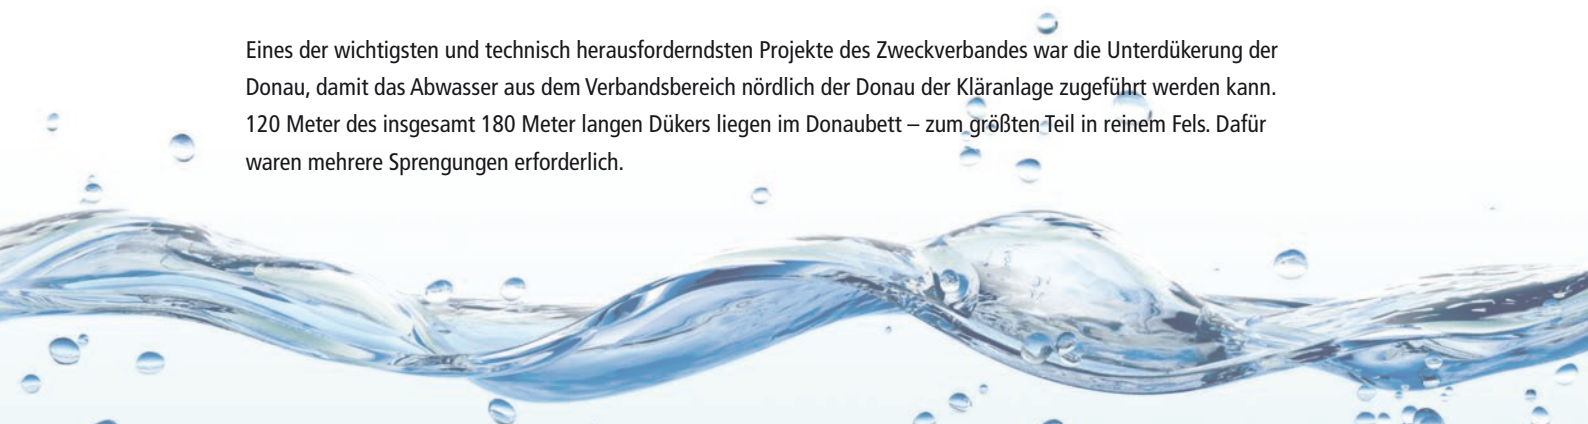 Eines der wichtigsten und technisch herausforderndsten Projekte des Zweckverbandes war die Unterdükerung der
Donau, damit das Abwasser aus dem Verbandsbereich nördlich der Donau der Kläranlage zugeführt werden kann.
120 Meter des insgesamt 180 Meter langen Dükers liegen im Donaubett – zum größten Teil in reinem Fels. Dafür
waren mehrere Sprengungen erforderlich.